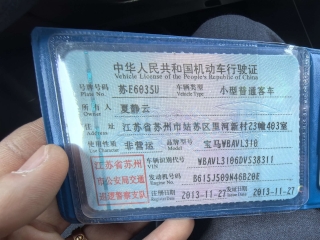 中华人民共和国机动车行驶证
Vehicle License of the People's Republic of China
号牌号码 Plate No. 苏E6035U 车辆类型 Vehicle Type 小型普通客车
所有人 Owner 夏静云
住址 Address 江苏省苏州市姑苏区里河新村23幢403室
使用性质 非营运 品牌型号 Model 宝马WBAVL310
江苏省苏州 车辆识别代号 VIN WBAVL3106DVS38311
市公安局交通 发动机号码 Engine No. B615J509N46B20E
巡逻警察支队 注册日期 2013-11-27 发证日期 2013-11-27